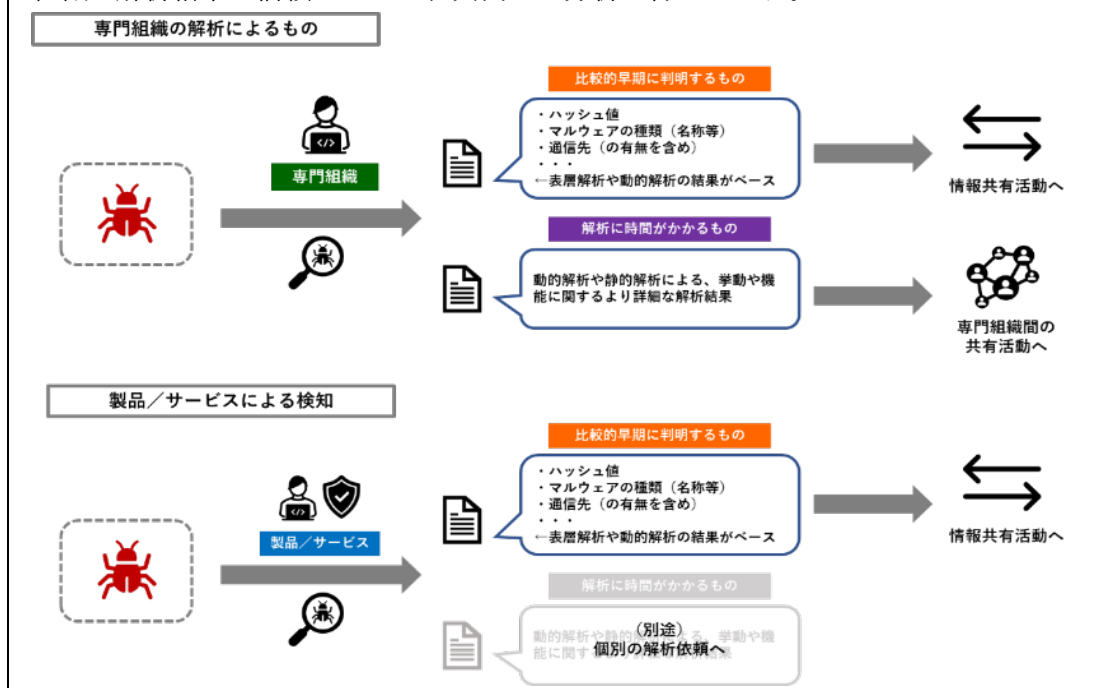 専門組織の解析によるもの
比較的早期に判明するもの
・ハッシュ値
・マルウェアの種類（名称等）
・通信先（の有無を含め）
・・・
←表層解析や動的解析の結果がベース
専門組織
情報共有活動へ
解析に時間がかかるもの
動的解析や静的解析による、挙動や機
能に関するより詳細な解析結果
専門組織間の
共有活動へ
製品／サービスによる検知
比較的早期に判明するもの
・ハッシュ値
・マルウェアの種類（名称等）
・通信先（の有無を含め）
・・・
←表層解析や動的解析の結果がベース
製品／サービス
情報共有活動へ
解析に時間がかかるもの
（別途）
個別の解析依頼へ